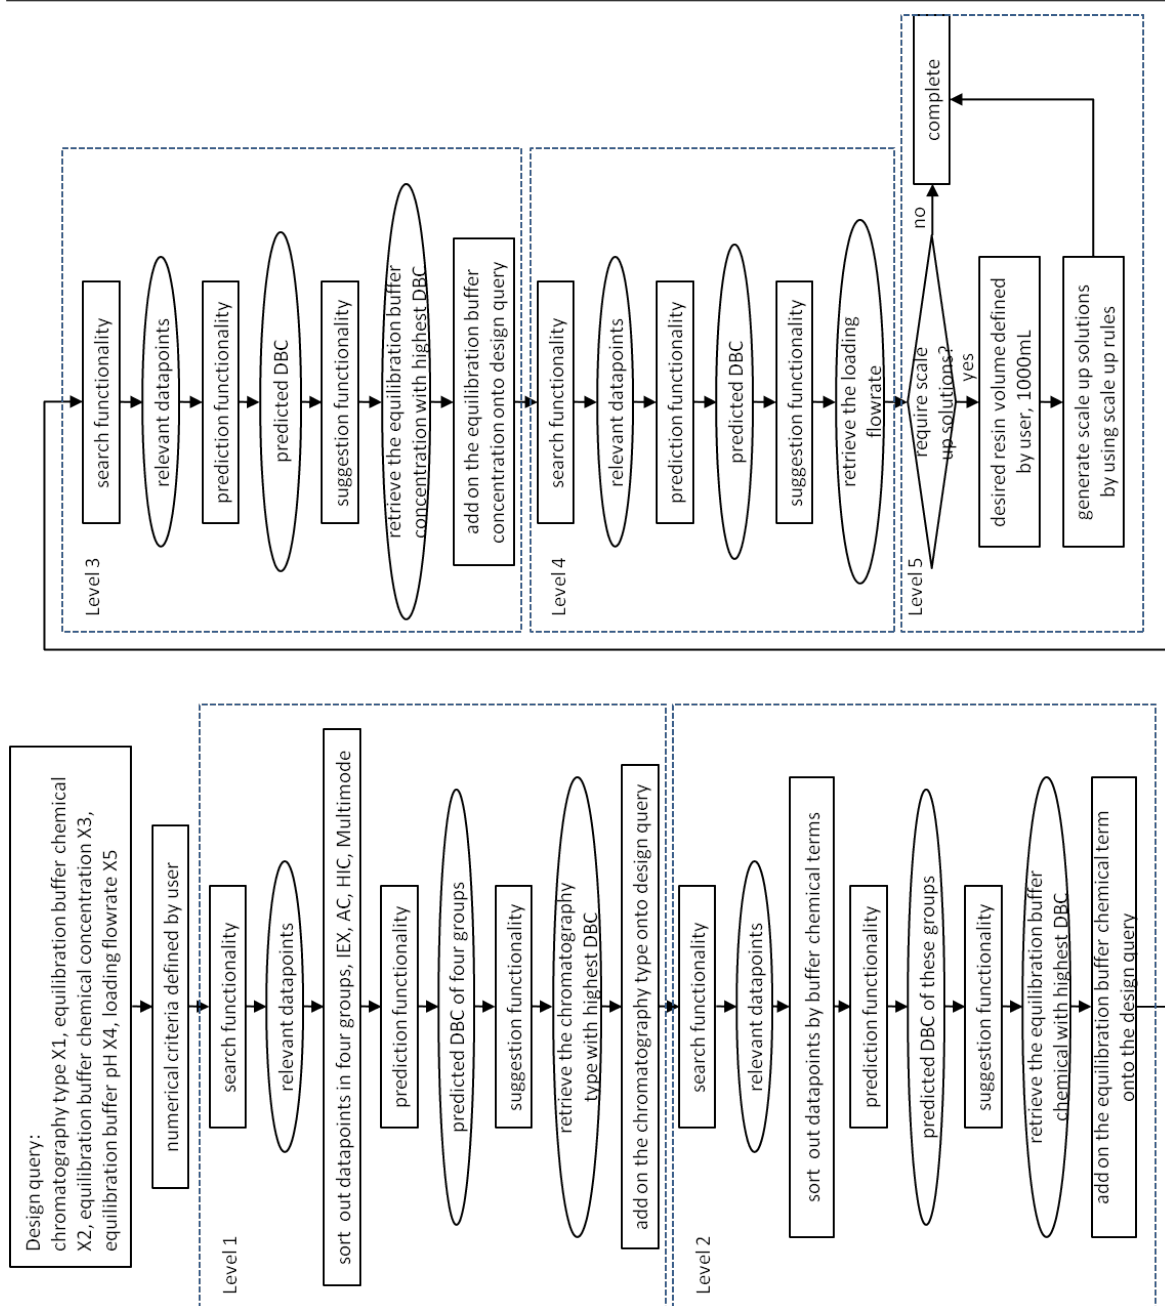 Design query:
chromatography type X1, equilibration buffer chemical
X2, equilibration buffer chemical concentration X3,
equilibration buffer pH X4, loading flowrate X5
numerical criteria defined by user
Level 1
search functionality
relevant datapoints
sort out datapoints in four groups, IEX, AC, HIC, Multimode
prediction functionality
predicted DBC of four groups
suggestion functionality
retrieve the chromatography
type with highest DBC
add on the chromatography type onto design query
Level 2
search functionality
relevant datapoints
sort out datapoints by buffer chemical terms
prediction functionality
predicted DBC of these groups
suggestion functionality
retrieve the equilibration buffer
chemical with highest DBC
add on the equilibration buffer chemical term
onto the design query
Level 3
search functionality
relevant datapoints
prediction functionality
predicted DBC
suggestion functionality
retrieve the equilibration buffer
concentration with highest DBC
add on the equilibration buffer
concentration onto design query
Level 4
search functionality
relevant datapoints
prediction functionality
predicted DBC
suggestion functionality
retrieve the loading
flowrate
Level 5
require scale
up solutions?
no
complete
yes
desired resin volume defined
by user, 1000mL
generate scale up solutions
by using scale up rules